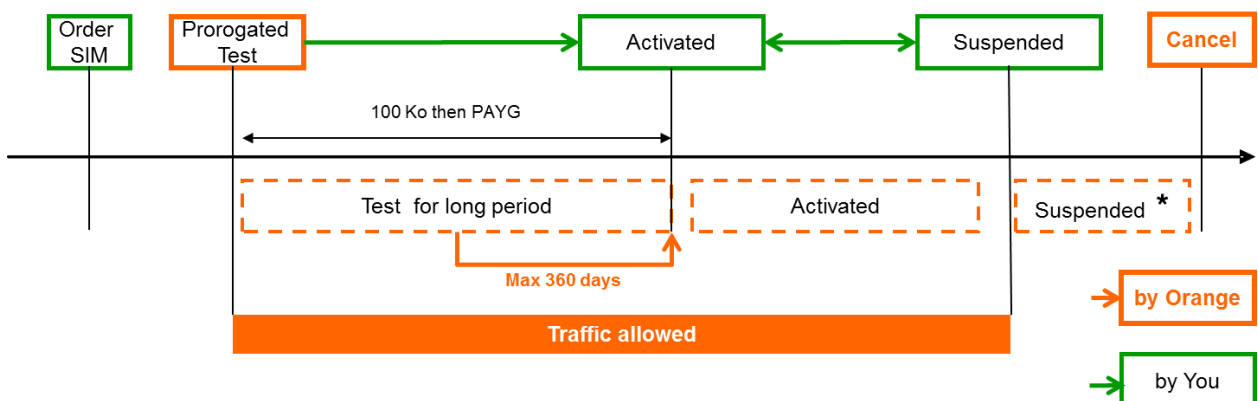 Order
SIM
Prorogated
Test
Activated
Suspended
Cancel
100 Ko then PAYG
Test for long period
Activated
Suspended *
Max 360 days
by Orange
Traffic allowed
by You